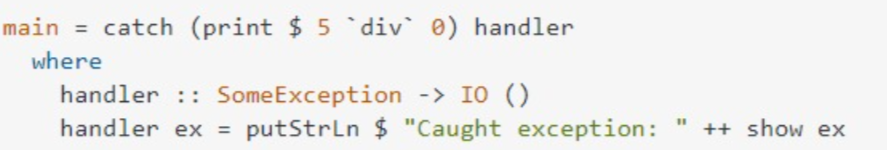 main = catch (print $ 5 `div` 0) handler
  where
    handler :: SomeException -> IO ()
    handler ex = putStrLn $ "Caught exception: " ++ show ex